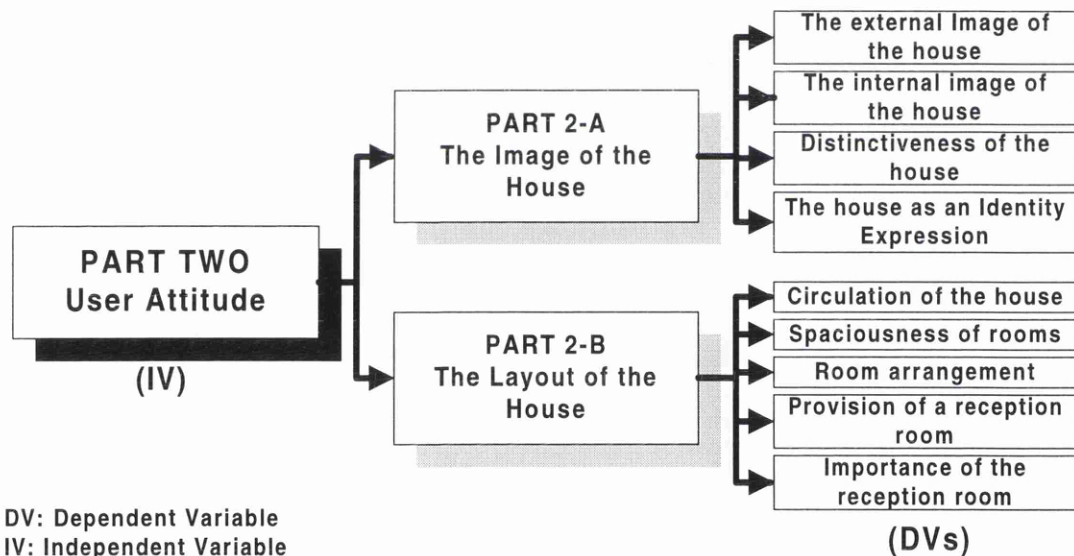 PART TWO
User Attitude
(IV)
PART 2-A
The Image of the
House
The external Image of
the house
The internal image of
the house
Distinctiveness of the
house
The house as an Identity
Expression
PART 2-B
The Layout of the
House
Circulation of the house
Spaciousness of rooms
Room arrangement
Provision of a reception
room
Importance of the
reception room
(DVs)
DV: Dependent Variable
IV: Independent Variable